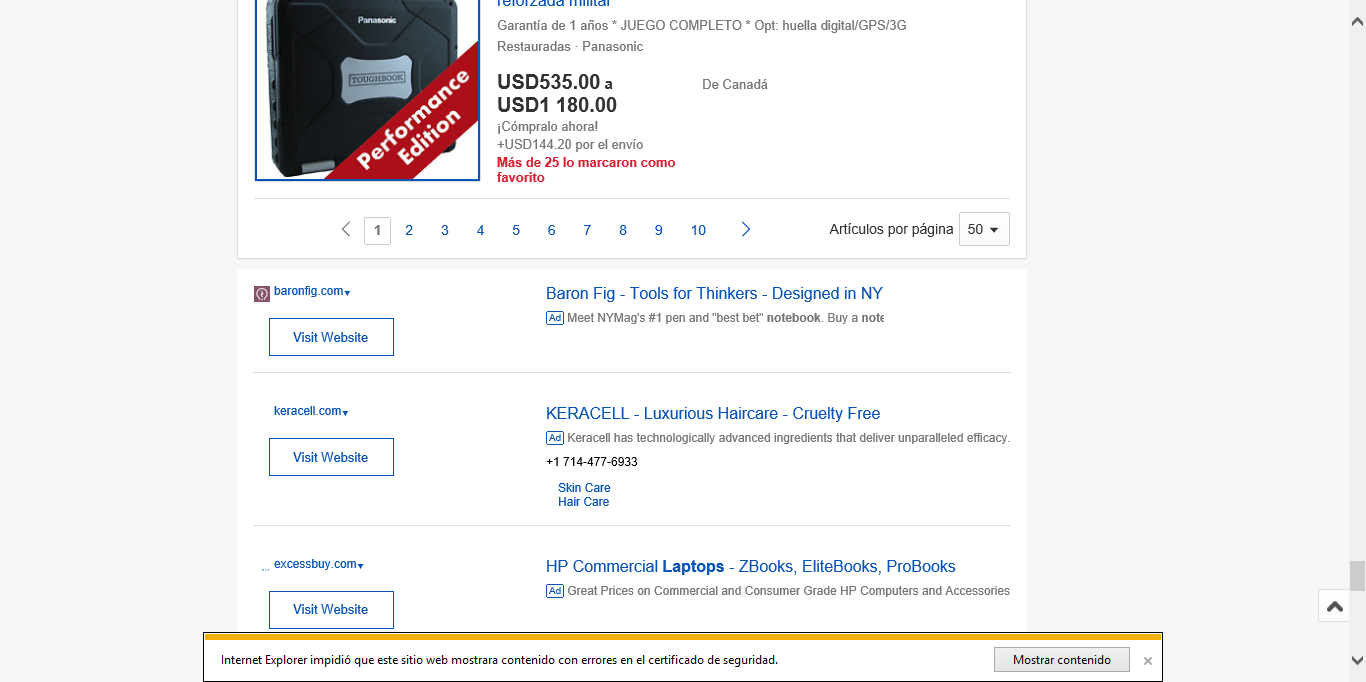 reforzada militar
Panasonic
TOUGHBOOK
Performance
Edition
Garantía de 1 años * JUEGO COMPLETO * Opt: huella digital/GPS/3G
Restauradas · Panasonic
USD535.00 a
USD1 180.00
De Canadá
¡Cómpralo ahora!
+USD144.20 por el envío
Más de 25 lo marcaron como
favorito
1 2 3 4 5 6 7 8 9 10
Artículos por página 50
baronfig.com
Visit Website
Baron Fig - Tools for Thinkers - Designed in NY
Ad Meet NYMag's #1 pen and "best bet" notebook. Buy a note
keracell.com
Visit Website
KERACELL - Luxurious Haircare - Cruelty Free
Ad Keracell has technologically advanced ingredients that deliver unparalleled efficacy.
+1 714-477-6933
Skin Care
Hair Care
... excessbuy.com
Visit Website
HP Commercial Laptops - ZBooks, EliteBooks, ProBooks
Ad Great Prices on Commercial and Consumer Grade HP Computers and Accessories
Internet Explorer impidió que este sitio web mostrara contenido con errores en el certificado de seguridad.
Mostrar contenido
×